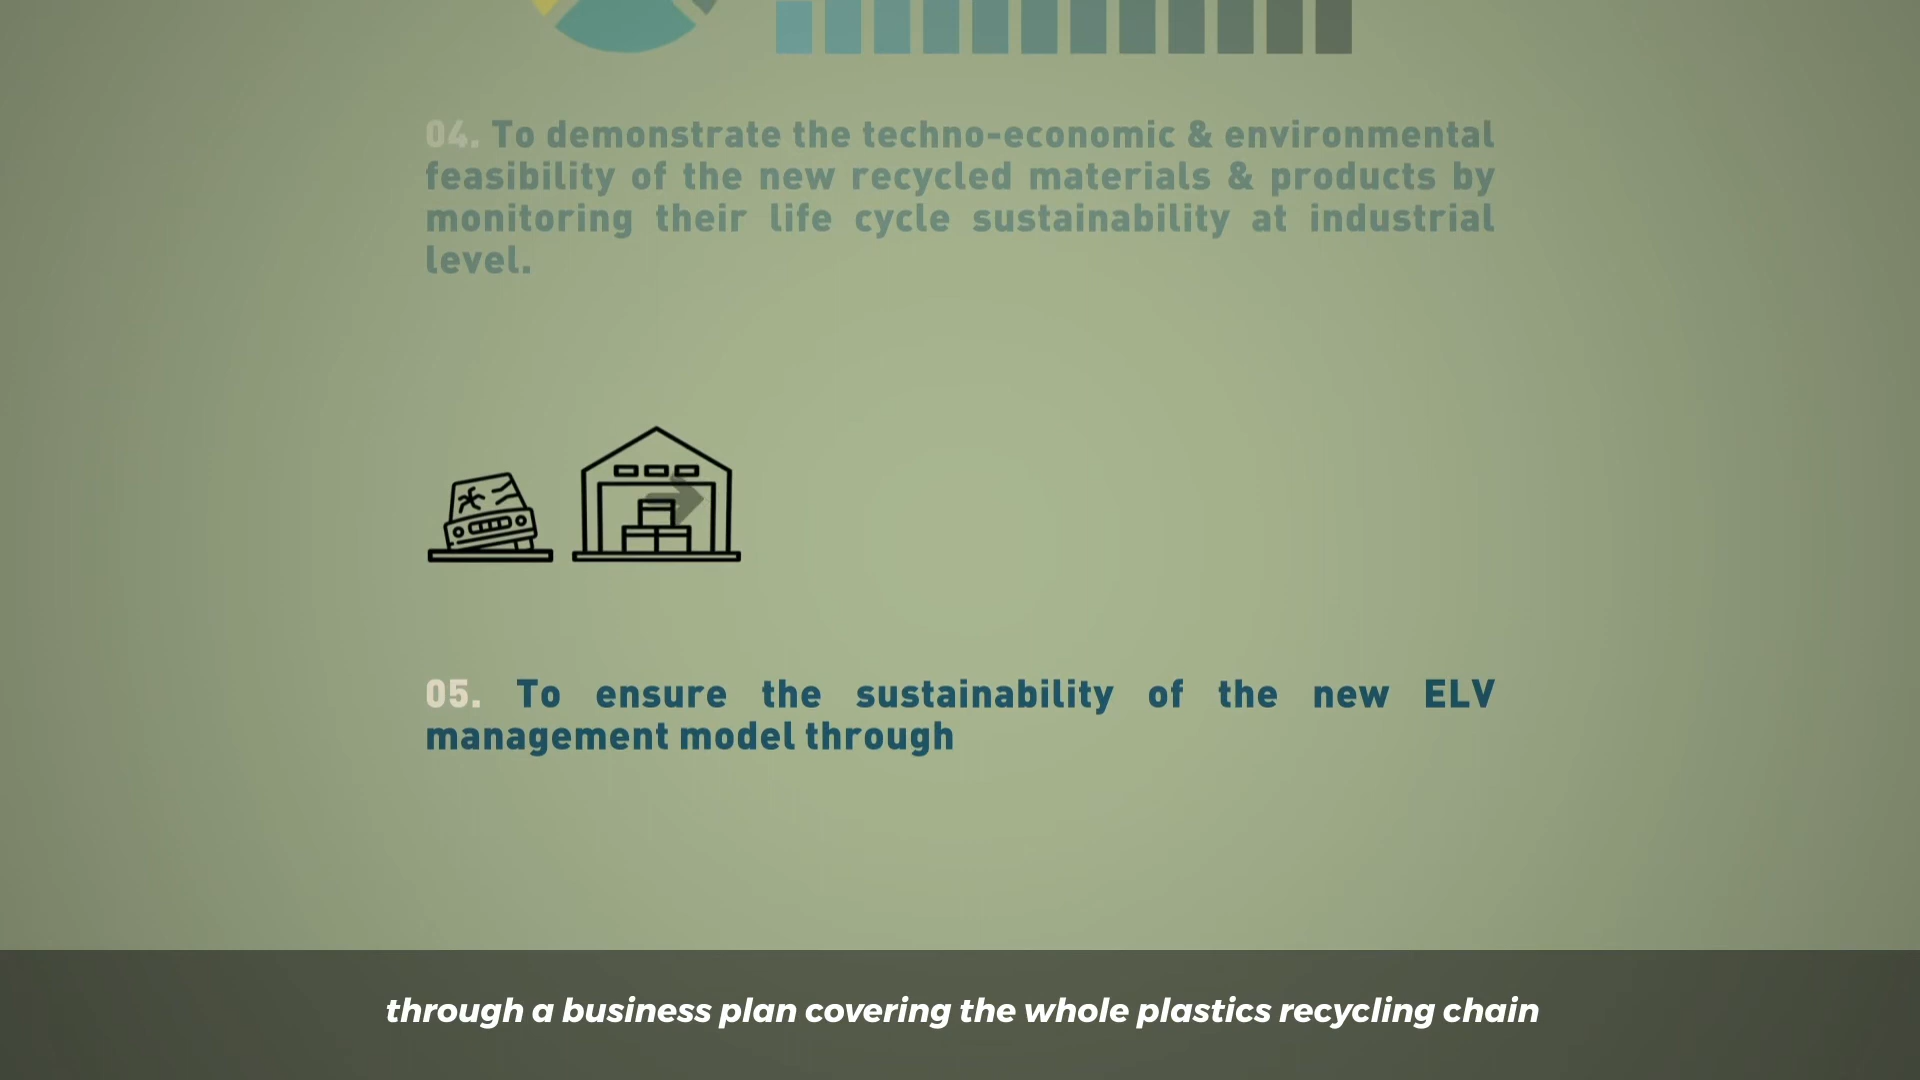 04. To demonstrate the techno-economic & environmental
feasibility of the new recycled materials & products by
monitoring their life cycle sustainability at industrial
level.
05. To ensure the sustainability of the new ELV
management model through
through a business plan covering the whole plastics recycling chain